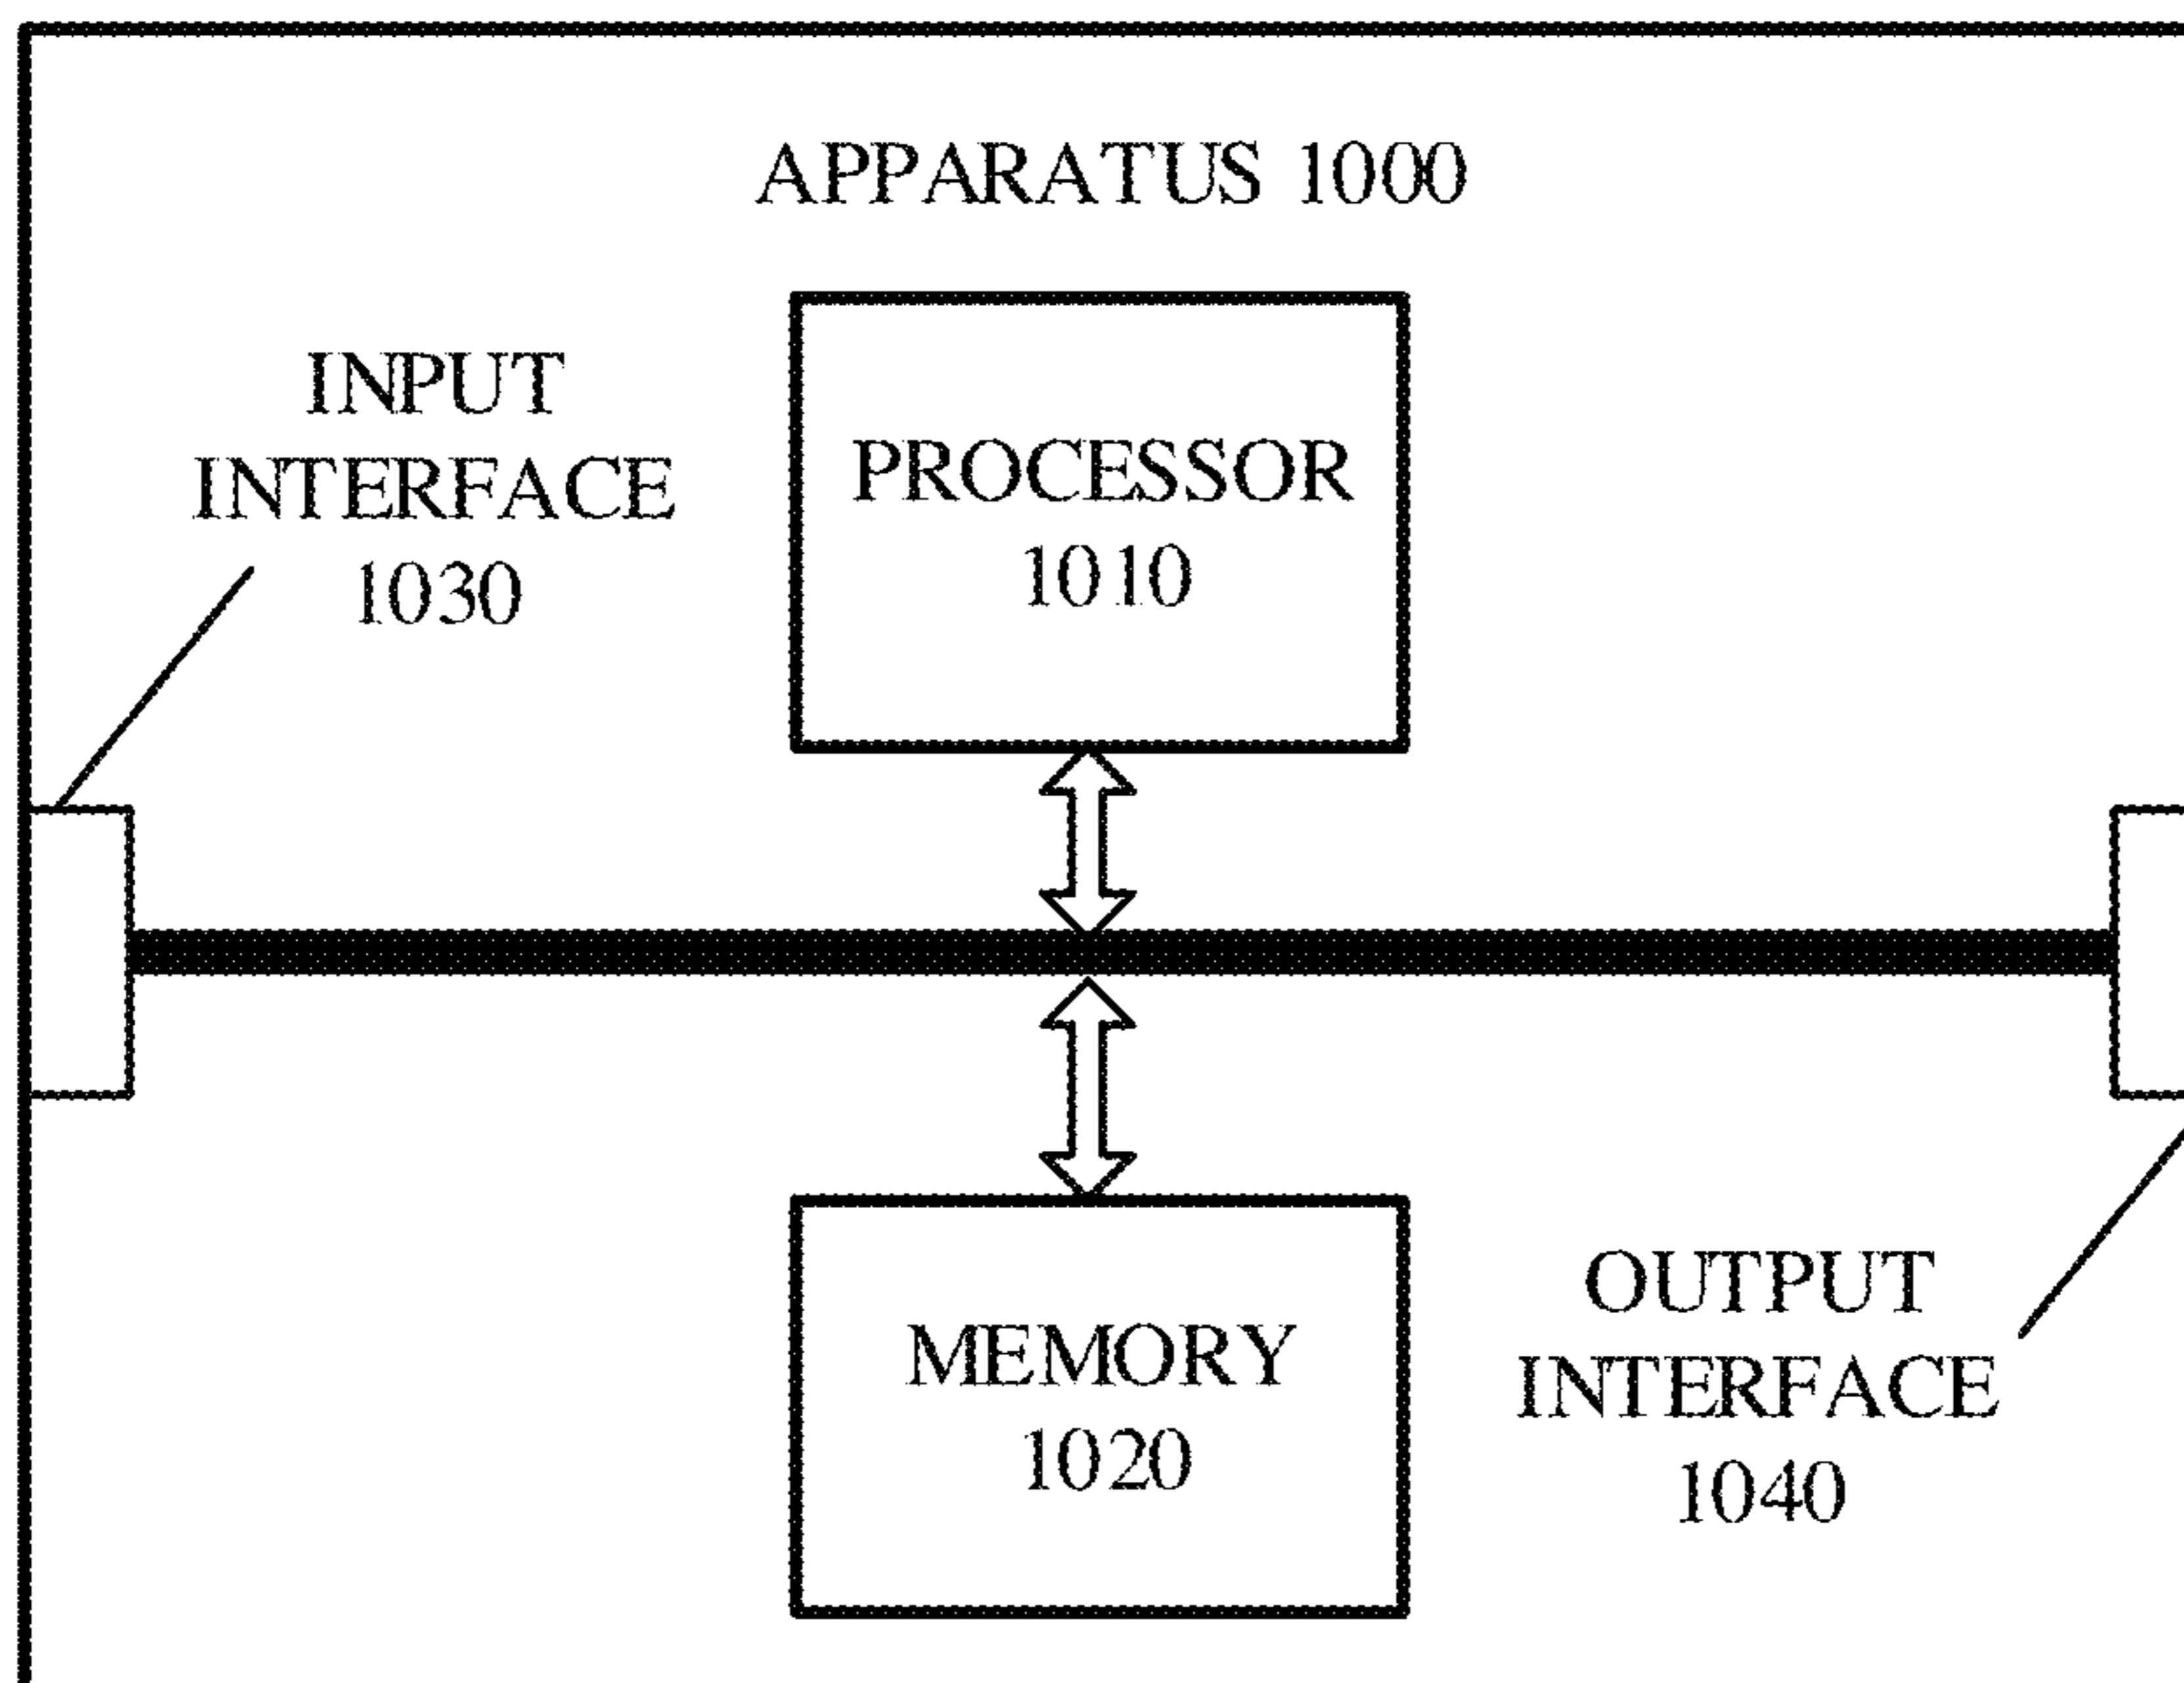 APPARATUS 1000
INPUT
INTERFACE
1030
PROCESSOR
1010
MEMORY
1020
OUTPUT
INTERFACE
1040